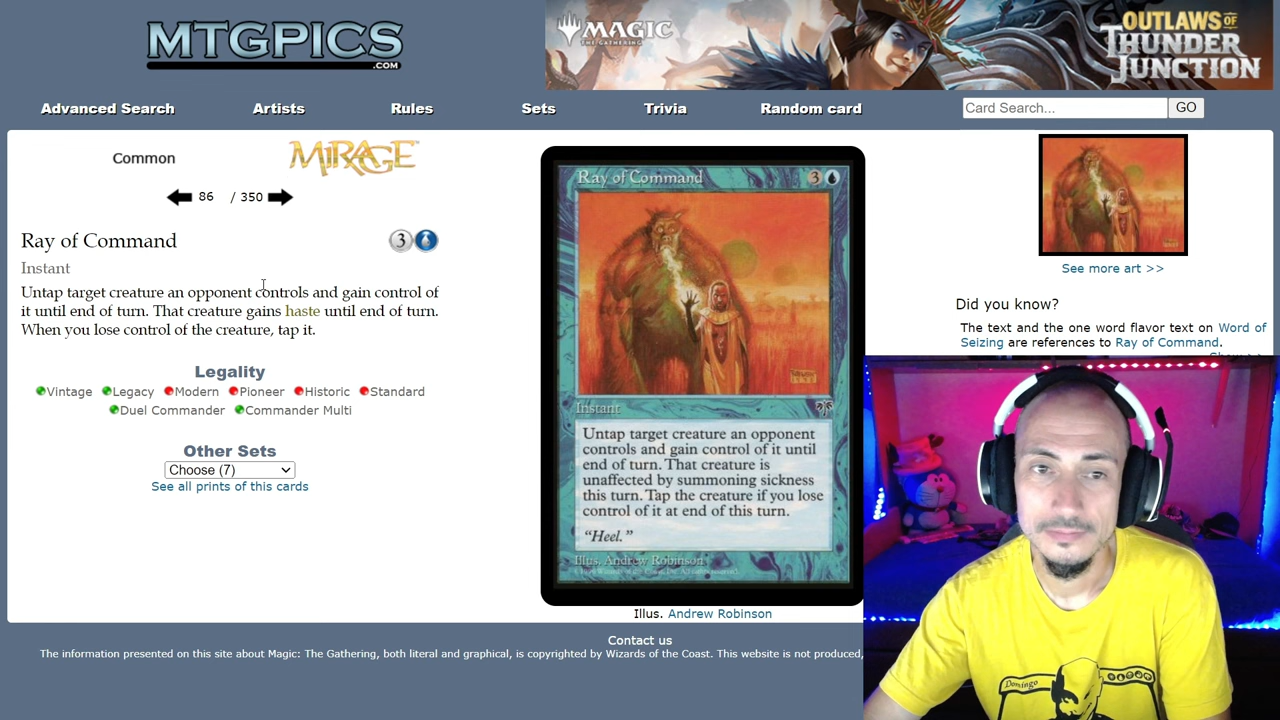 MTGPICS
.COM
MAGIC
THE GATHERING
OUTLAWS OF
THUNDER
JUNCTION
Advanced Search
Artists
Rules
Sets
Trivia
Random card
Card Search...
GO
Common
MIRAGE
86 / 350
Ray of Command
3
Instant
Untap target creature an opponent controls and gain control of
it until end of turn. That creature gains haste until end of turn.
When you lose control of the creature, tap it.
Legality
Vintage Legacy Modern Pioneer Historic Standard
Duel Commander Commander Multi
Other Sets
Choose (7)
See all prints of this cards
Ray of Command
3
Instant
Untap target creature an opponent
controls and gain control of it until
end of turn. That creature is
unaffected by summoning sickness
this turn. Tap the creature if you lose
control of it at end of this turn.
“Heel.”
Illus. Andrew Robinson
Illus. Andrew Robinson
See more art >>
Did you know?
The text and the one word flavor text on Word of
Seizing are references to Ray of Command.
Domingo
Contact us
The information presented on this site about Magic: The Gathering, both literal and graphical, is copyrighted by Wizards of the Coast. This website is not produced,